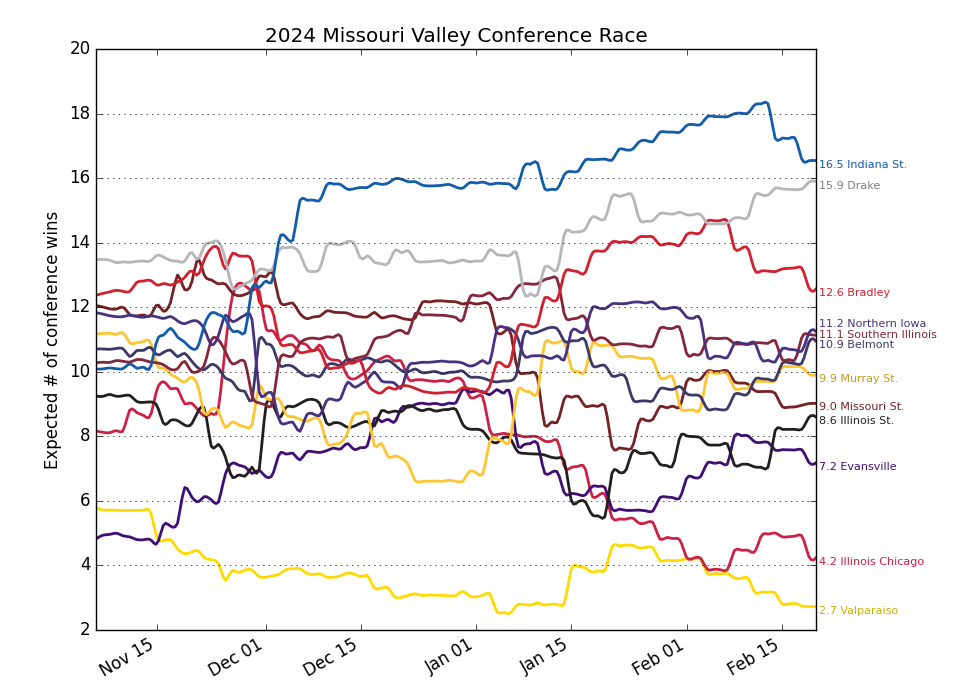 2024 Missouri Valley Conference Race
Expected # of conference wins
20
18
16
14
12
10
8
6
4
2
16.5 Indiana St.
15.9 Drake
12.6 Bradley
11.2 Northern Iowa
11.1 Southern Illinois
10.9 Belmont
9.9 Murray St.
9.0 Missouri St.
8.6 Illinois St.
7.2 Evansville
4.2 Illinois Chicago
2.7 Valparaiso
Nov 15
Dec 01
Dec 15
Jan 01
Jan 15
Feb 01
Feb 15